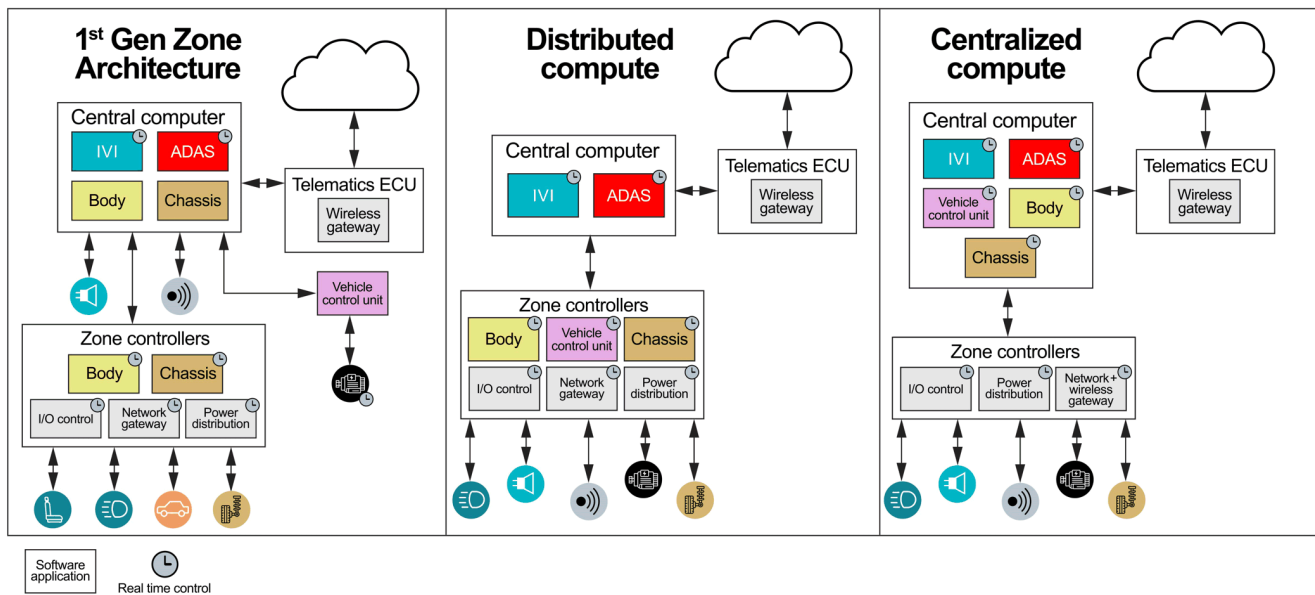 1st Gen Zone
Architecture
Central computer
IVI
ADAS
Body
Chassis
Telematics ECU
Wireless
gateway
Vehicle
control unit
Zone controllers
Body
Chassis
I/O control
Network
gateway
Power
distribution
Distributed
compute
Central computer
IVI
ADAS
Telematics ECU
Wireless
gateway
Zone controllers
Body
Vehicle
control unit
Chassis
I/O control
Network
gateway
Power
distribution
Centralized
compute
Central computer
IVI
ADAS
Vehicle
control unit
Body
Chassis
Telematics ECU
Wireless
gateway
Zone controllers
I/O control
Power
distribution
Network+
wireless
gateway
Software
application
Real time control